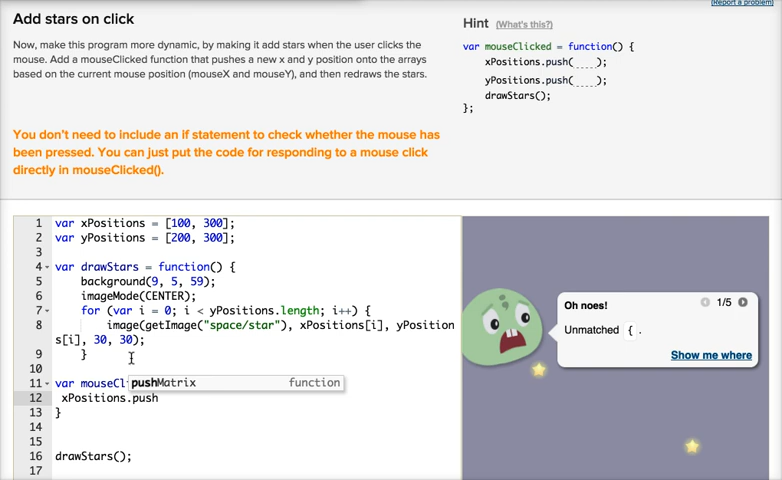 (Report a problem)
Add stars on click
Now, make this program more dynamic, by making it add stars when the user clicks the
mouse. Add a mouseClicked function that pushes a new x and y position onto the arrays
based on the current mouse position (mouseX and mouseY), and then redraws the stars.
You don't need to include an if statement to check whether the mouse has
been pressed. You can just put the code for responding to a mouse click
directly in mouseClicked().
Hint (What's this?)
var mouseClicked = function() {
xPositions.push(____);
yPositions.push(____);
drawStars();
};
1 var xPositions = [100, 300];
2 var yPositions = [200, 300];
3
4 var drawStars = function() {
5 background(9, 5, 59);
6 imageMode(CENTER);
7 for (var i = 0; i < yPositions.length; i++) {
8 image(getImage("space/star"), xPositions[i], yPosition
s[i], 30, 30);
9 }
10
11 var mouseCl
pushMatrix function
12 xPositions.push
13 }
14
15
16 drawStars();
17
Oh noes! 1/5
Unmatched { .
Show me where